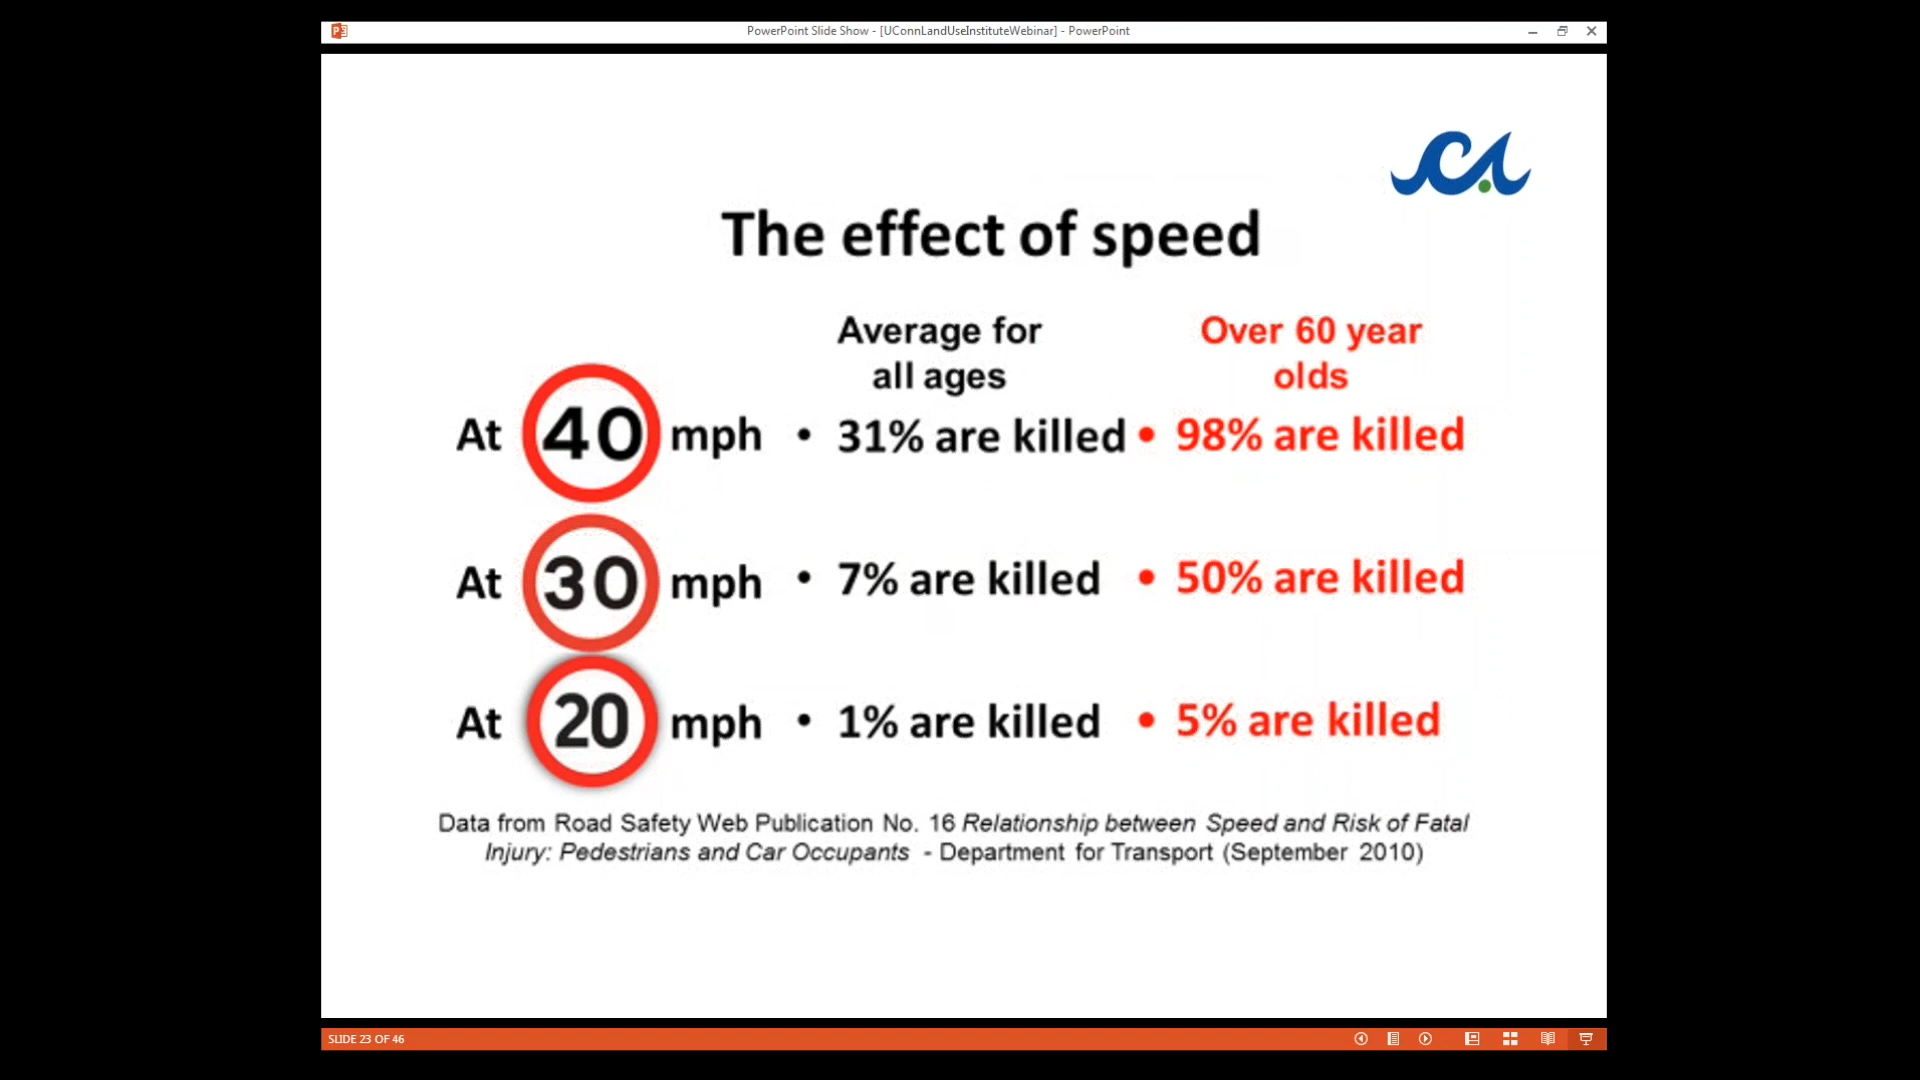 PowerPoint Slide Show - [UConnLandUseInstituteWebinar] - PowerPoint
The effect of speed
Average for
all ages
Over 60 year
olds
At 40 mph • 31% are killed • 98% are killed
At 30 mph • 7% are killed • 50% are killed
At 20 mph • 1% are killed • 5% are killed
Data from Road Safety Web Publication No. 16 Relationship between Speed and Risk of Fatal
Injury: Pedestrians and Car Occupants - Department for Transport (September 2010)
SLIDE 23 OF 46